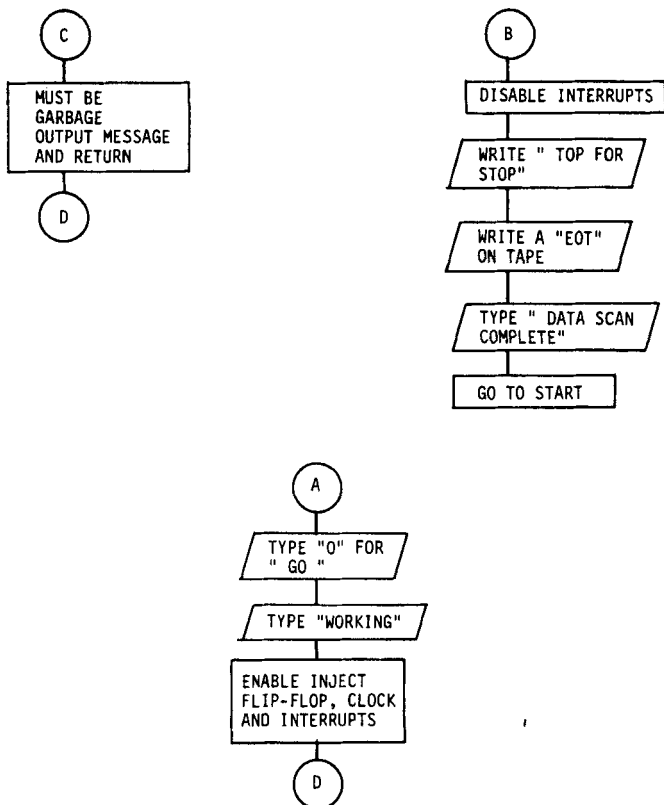 C
MUST BE
GARBAGE
OUTPUT MESSAGE
AND RETURN
D
B
DISABLE INTERRUPTS
WRITE " TOP FOR
STOP"
WRITE A "EOT"
ON TAPE
TYPE " DATA SCAN
COMPLETE"
GO TO START
A
TYPE "O" FOR
" GO "
TYPE "WORKING"
ENABLE INJECT
FLIP-FLOP, CLOCK
AND INTERRUPTS
D